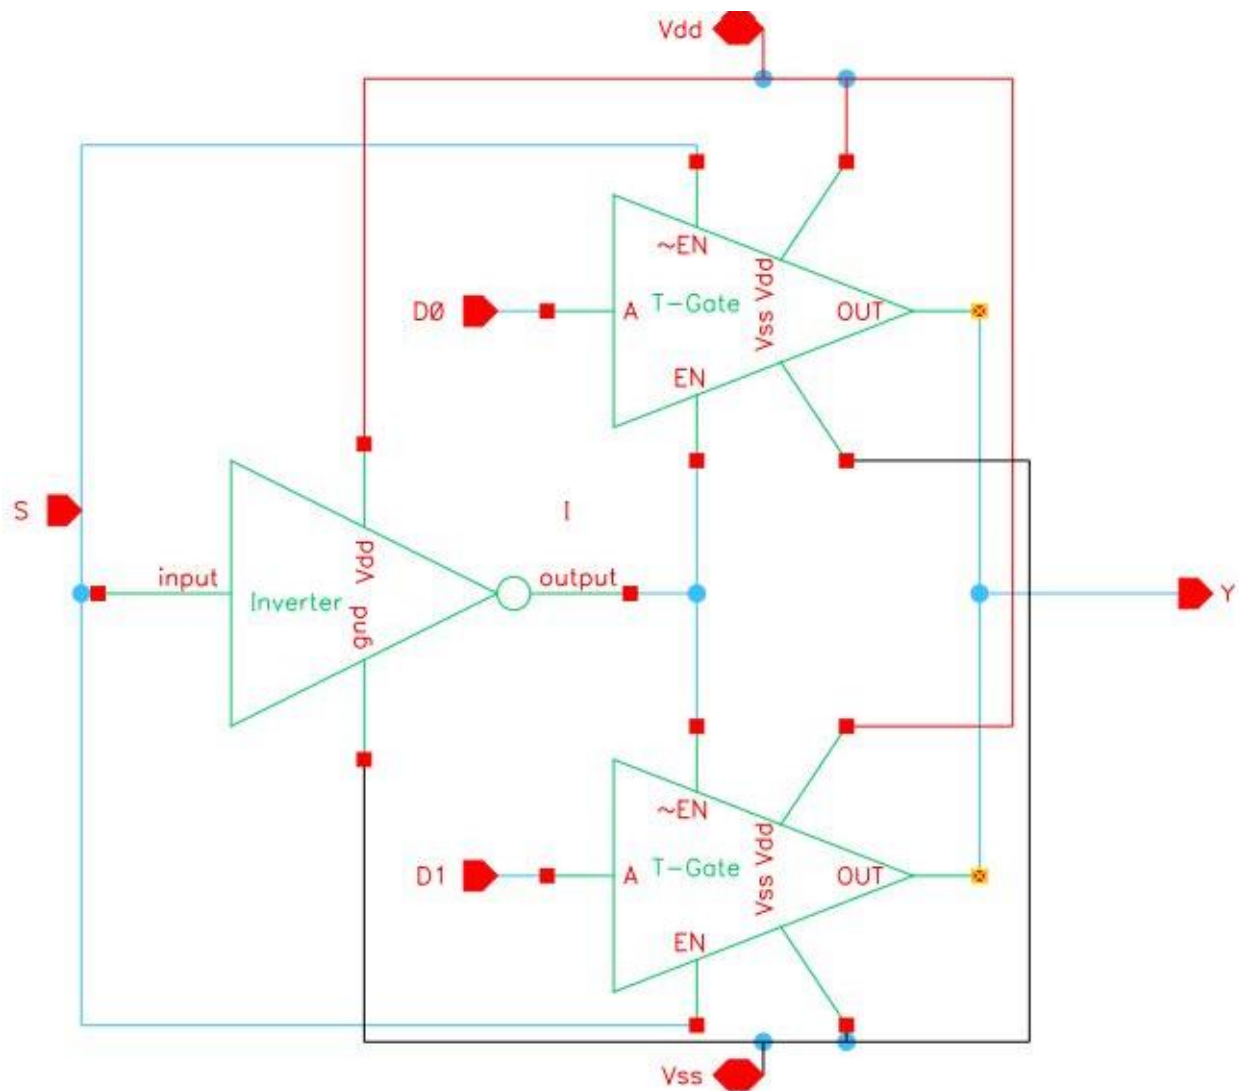 Vdd
~EN
D0
A
T-Gate
Vss Vdd
OUT
EN
S
I
input
Inverter
Vdd
gnd
output
Y
~EN
D1
A
T-Gate
Vss Vdd
OUT
EN
Vss